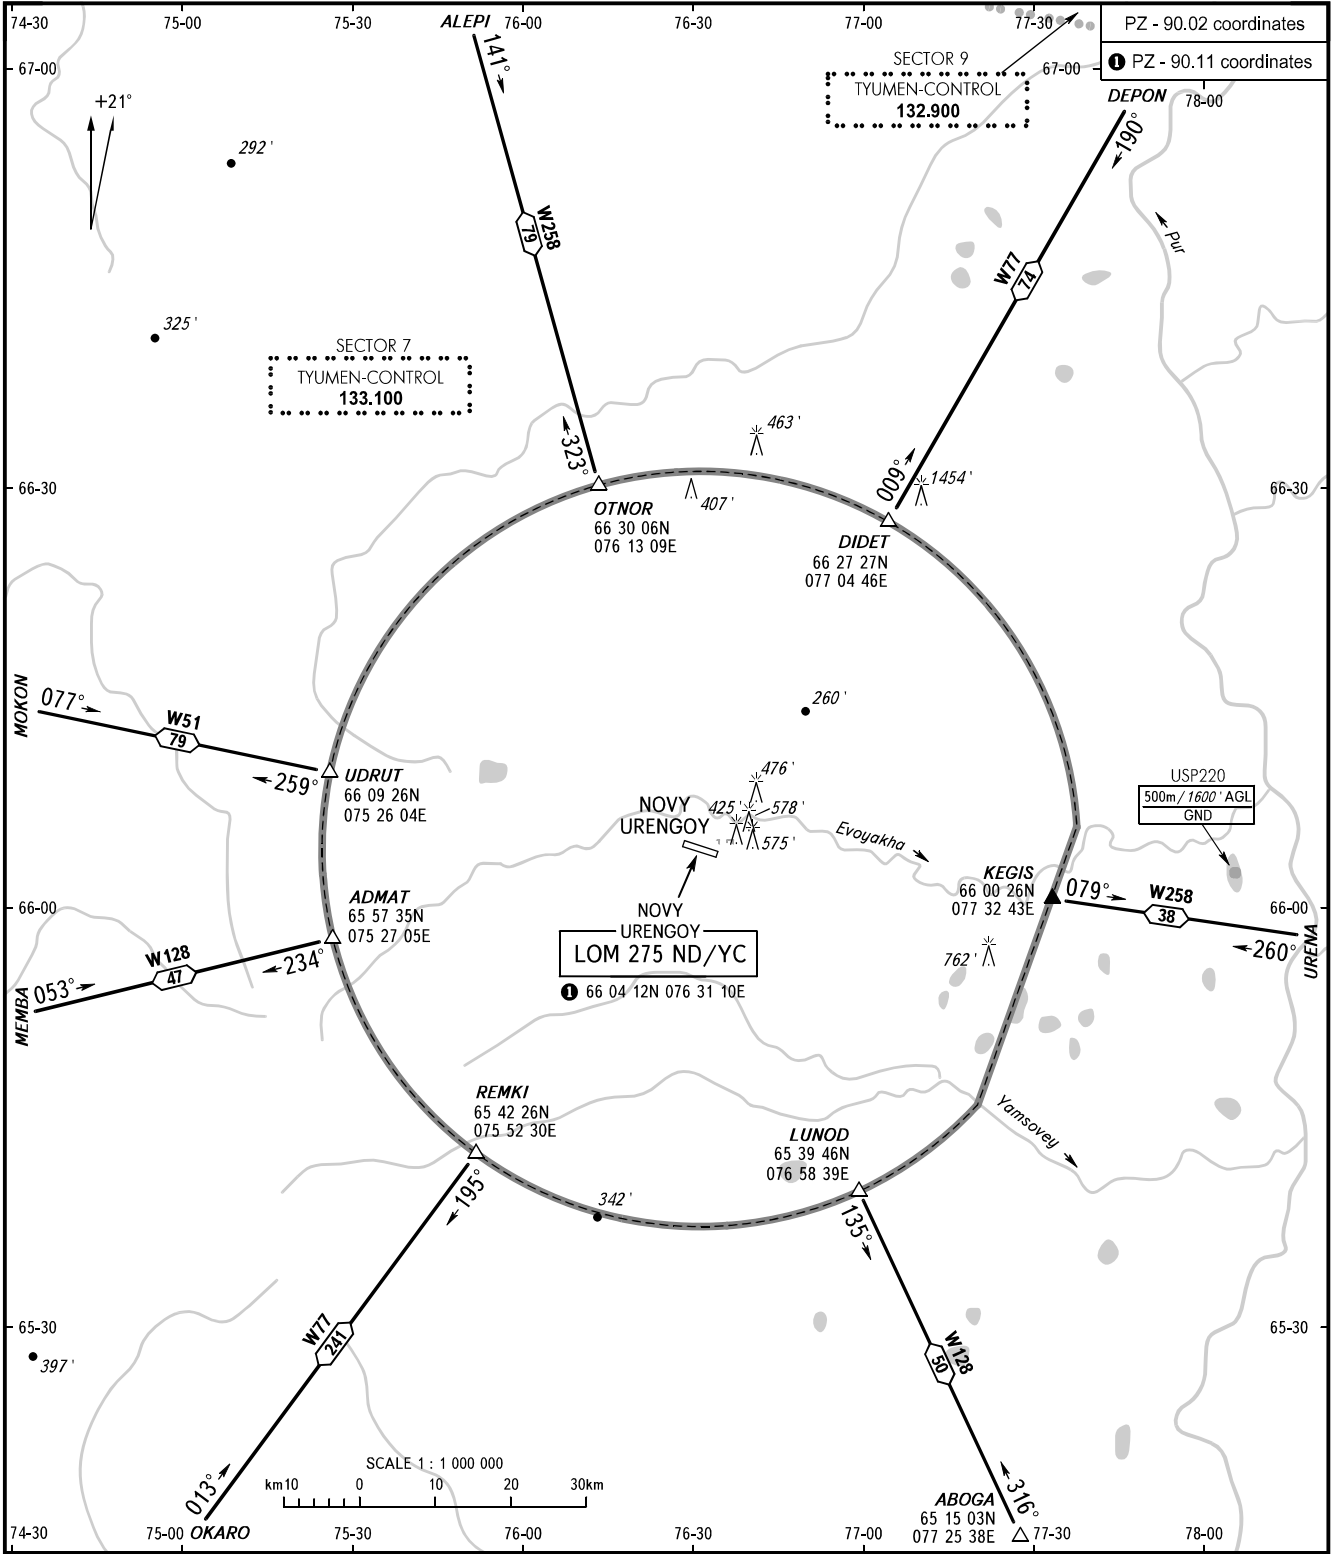 74-30
75-00
75-30
ALEPI
76-00
76-30
77-00
77-30
PZ - 90.02 coordinates
❶ PZ - 90.11 coordinates
67-00
67-00
78-00
+21°
292'
141°
SECTOR 9
TYUMEN-CONTROL
132.900
DEPON
190°
W258
79
W77
74
Pur
325'
SECTOR 7
TYUMEN-CONTROL
133.100
323°
463'
407'
009°
1454'
66-30
66-30
OTNOR
66 30 06N
076 13 09E
DIDET
66 27 27N
077 04 46E
MOKON
077°
W51
79
259°
UDRUT
66 09 26N
075 26 04E
260'
476'
425'
578'
575'
NOVY
URENGOY
Evoyakha
USP220
500m/1600' AGL
GND
KEGIS
66 00 26N
077 32 43E
079°
W258
38
260°
URENA
66-00
66-00
ADMAT
65 57 35N
075 27 05E
MEMBA
053°
W128
47
234°
NOVY
URENGOY
LOM 275 ND/YC
❶ 66 04 12N 076 31 10E
762'
REMKI
65 42 26N
075 52 30E
195°
LUNOD
65 39 46N
076 58 39E
Yamsovey
342'
135°
65-30
65-30
W77
241
397'
W128
50
013°
OKARO
SCALE 1 : 1 000 000
km10 0 10 20 30km
316°
ABOGA
65 15 03N
077 25 38E
74-30
75-00
75-30
76-00
76-30
77-00
77-30
78-00